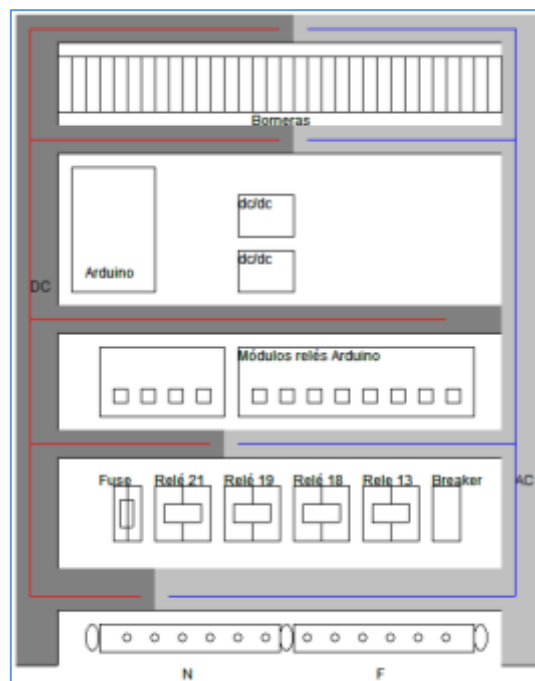 Borneras
dc/dc
dc/dc
Arduino
DC
Módulos relés Arduino
Fuse Relé 21 Relé 19 Relé 18 Rele 13 Breaker
AC
N F